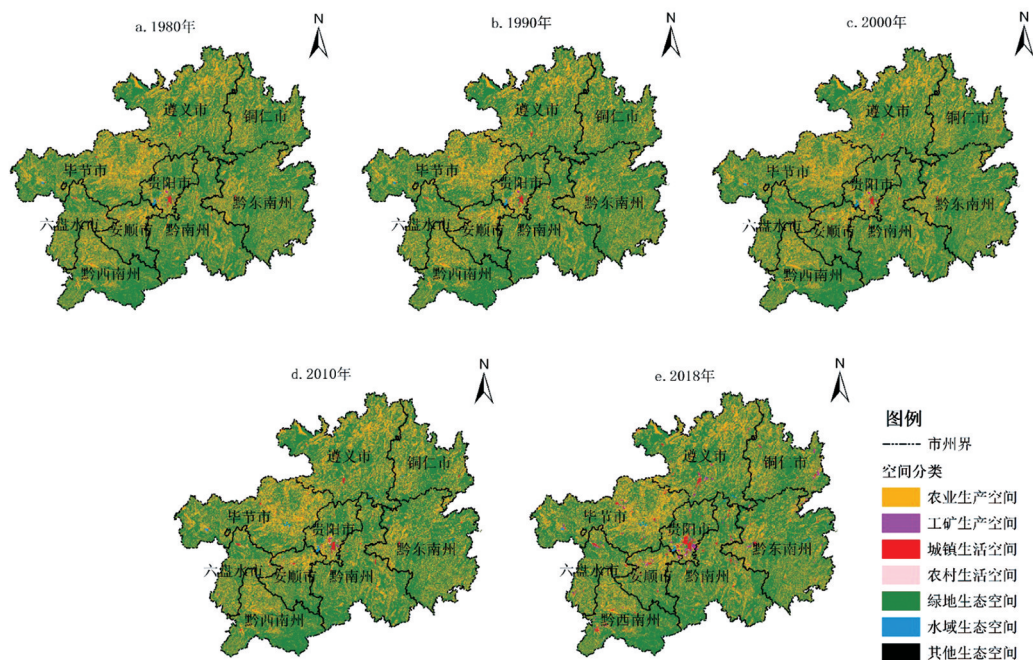 a. 1980年
N
b. 1990年
N
c. 2000年
N
遵义市
铜仁市
毕节市
贵阳市
黔东南州
六盘水市
安顺市
黔南州
黔西南州
遵义市
铜仁市
毕节市
贵阳市
黔东南州
六盘水市
安顺市
黔南州
黔西南州
遵义市
铜仁市
毕节市
贵阳市
黔东南州
六盘水市
安顺市
黔南州
黔西南州
d. 2010年
N
e. 2018年
N
遵义市
铜仁市
毕节市
贵阳市
黔东南州
六盘水市
安顺市
黔南州
黔西南州
遵义市
铜仁市
毕节市
贵阳市
黔东南州
六盘水市
安顺市
黔南州
黔西南州
图例
市州界
空间分类
农业生产空间
工矿生产空间
城镇生活空间
农村生活空间
绿地生态空间
水域生态空间
其他生态空间